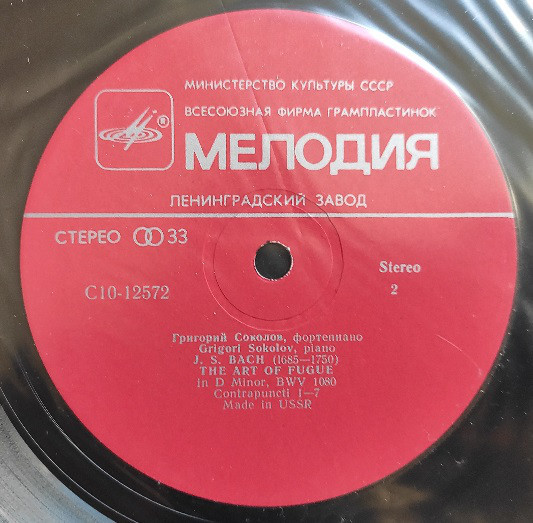 МИНИСТЕРСТВО КУЛЬТУРЫ СССР
ВСЕСОЮЗНАЯ ФИРМА ГРАМПЛАСТИНОК
®
МЕЛОДИЯ
ЛЕНИНГРАДСКИЙ ЗАВОД
СТЕРЕО 33
Stereo
С10-12572
2
Григорий Соколов, фортепиано
Grigori Sokolov, piano
J. S. BACH (1685—1750)
THE ART OF FUGUE
in D Minor, BWV 1080
Contrapuncti 1—7
Made in USSR